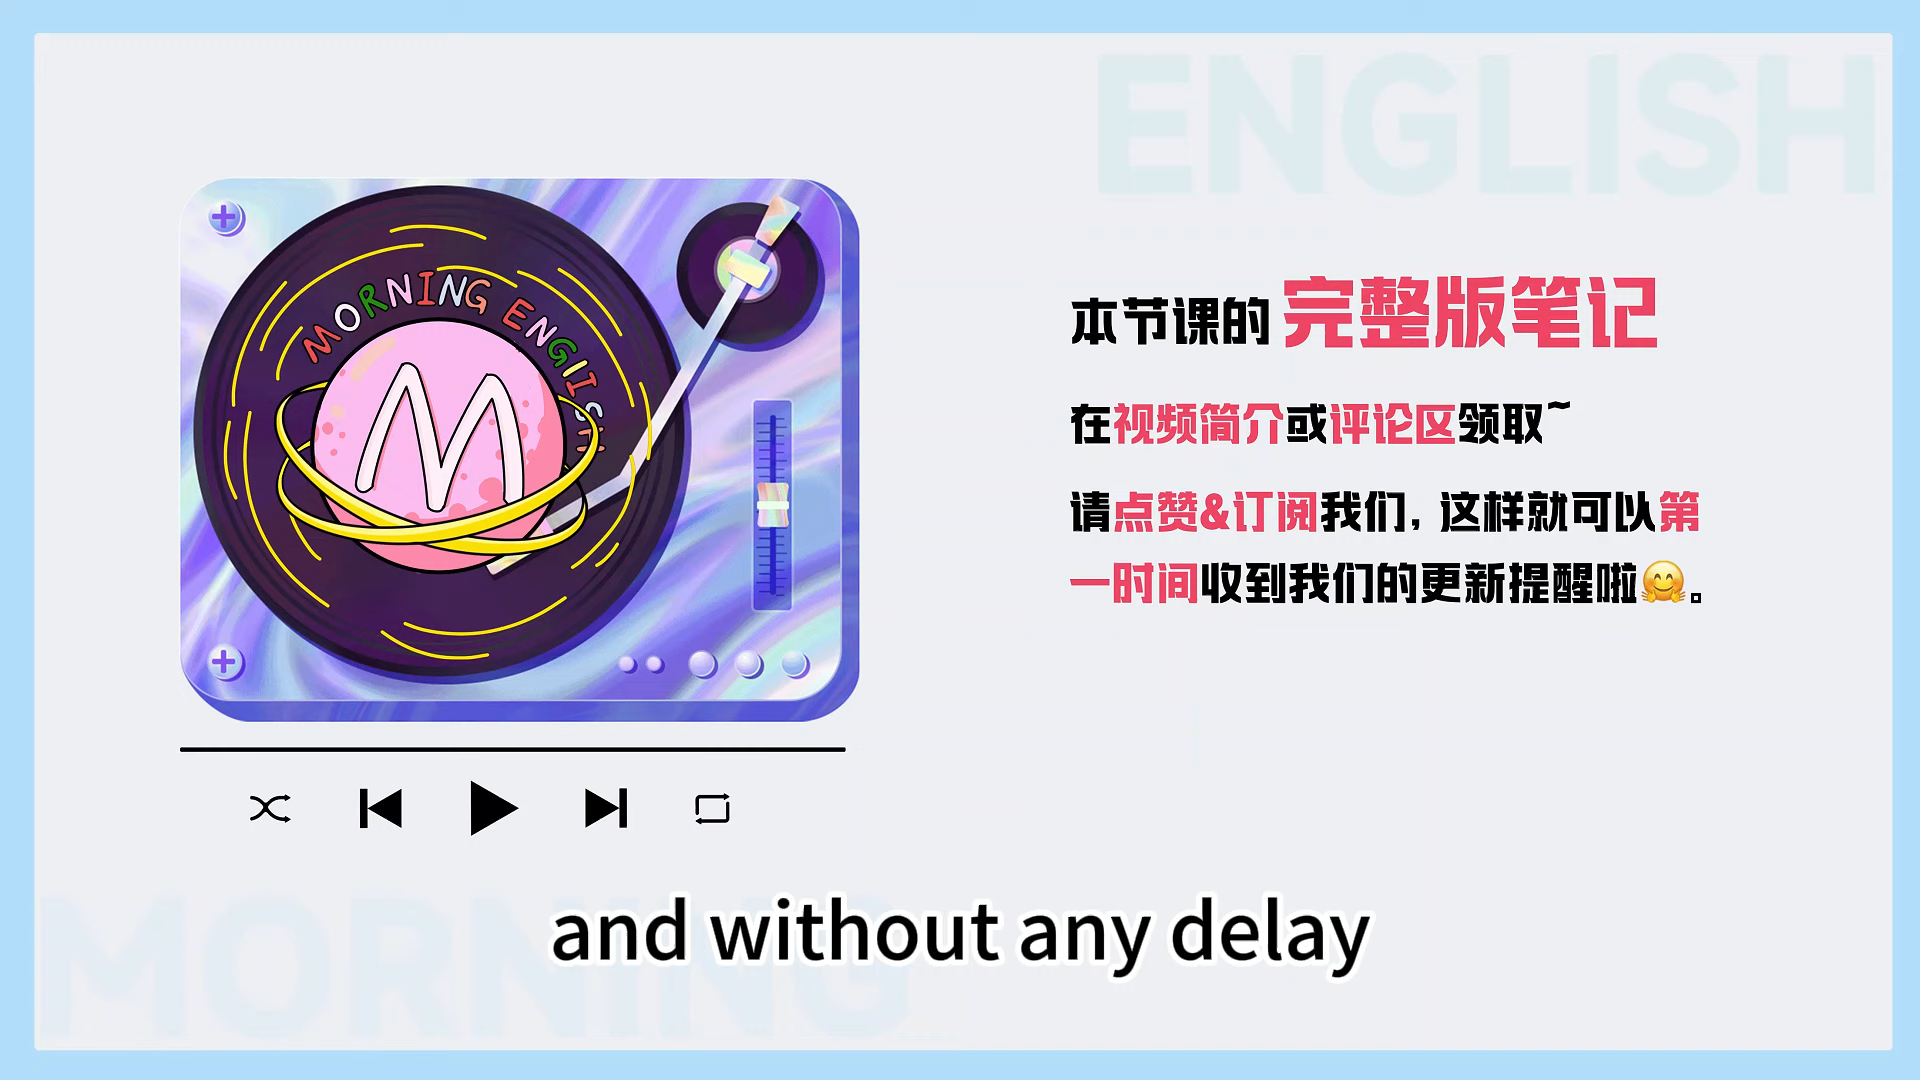 ENGLISH
MORNING ENGLISH
M
本节课的 完整版笔记
在视频简介或评论区领取~
请点赞&订阅我们，这样就可以第
一时间收到我们的更新提醒啦🤗。
MORNING
and without any delay